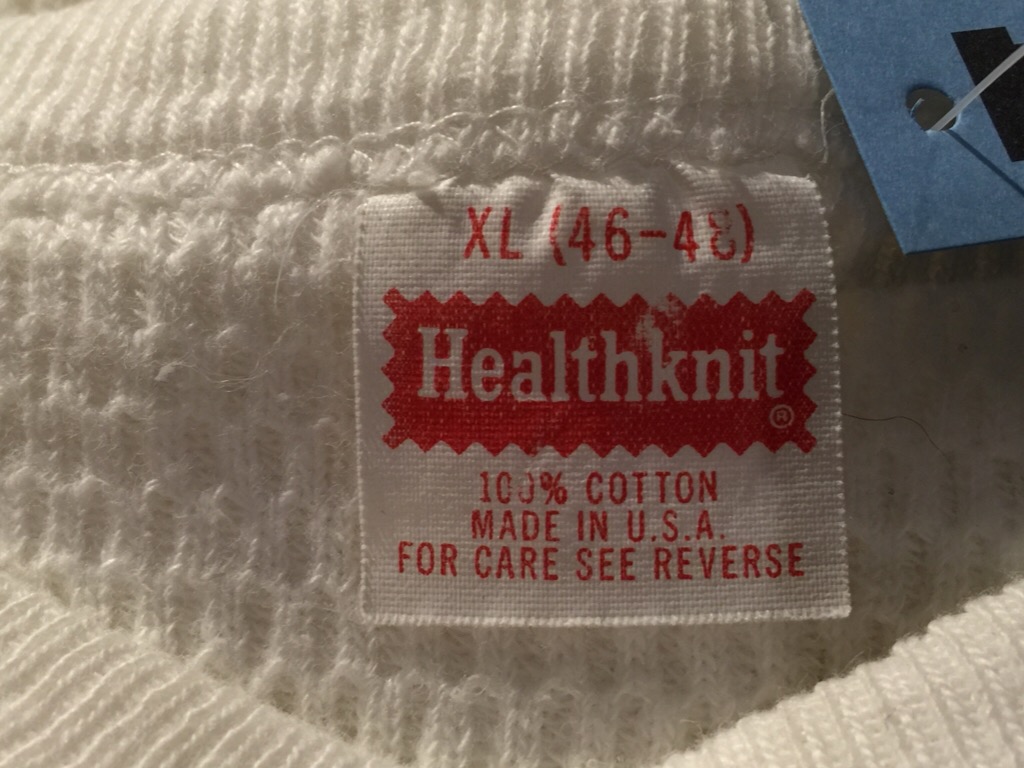 XL (46-48)
Healthknit
®
100% COTTON
MADE IN U.S.A.
FOR CARE SEE REVERSE